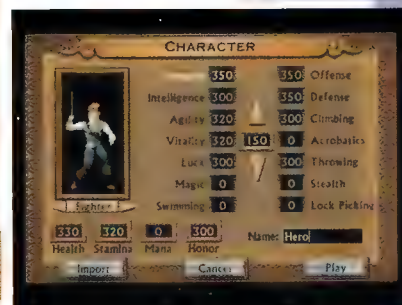 CHARACTER
350 350 Offense
Intelligence 300 350 Defense
Agility 320 300 Climbing
Vitality 320 150 0 Acrobatics
Luck 300 300 Throwing
Magic 0 0 Stealth
Swimming 0 0 Lock Picking
Fighter
330 320 0 300
Health Stamina Mana Honor
Name: Hero
Import Cancel Play